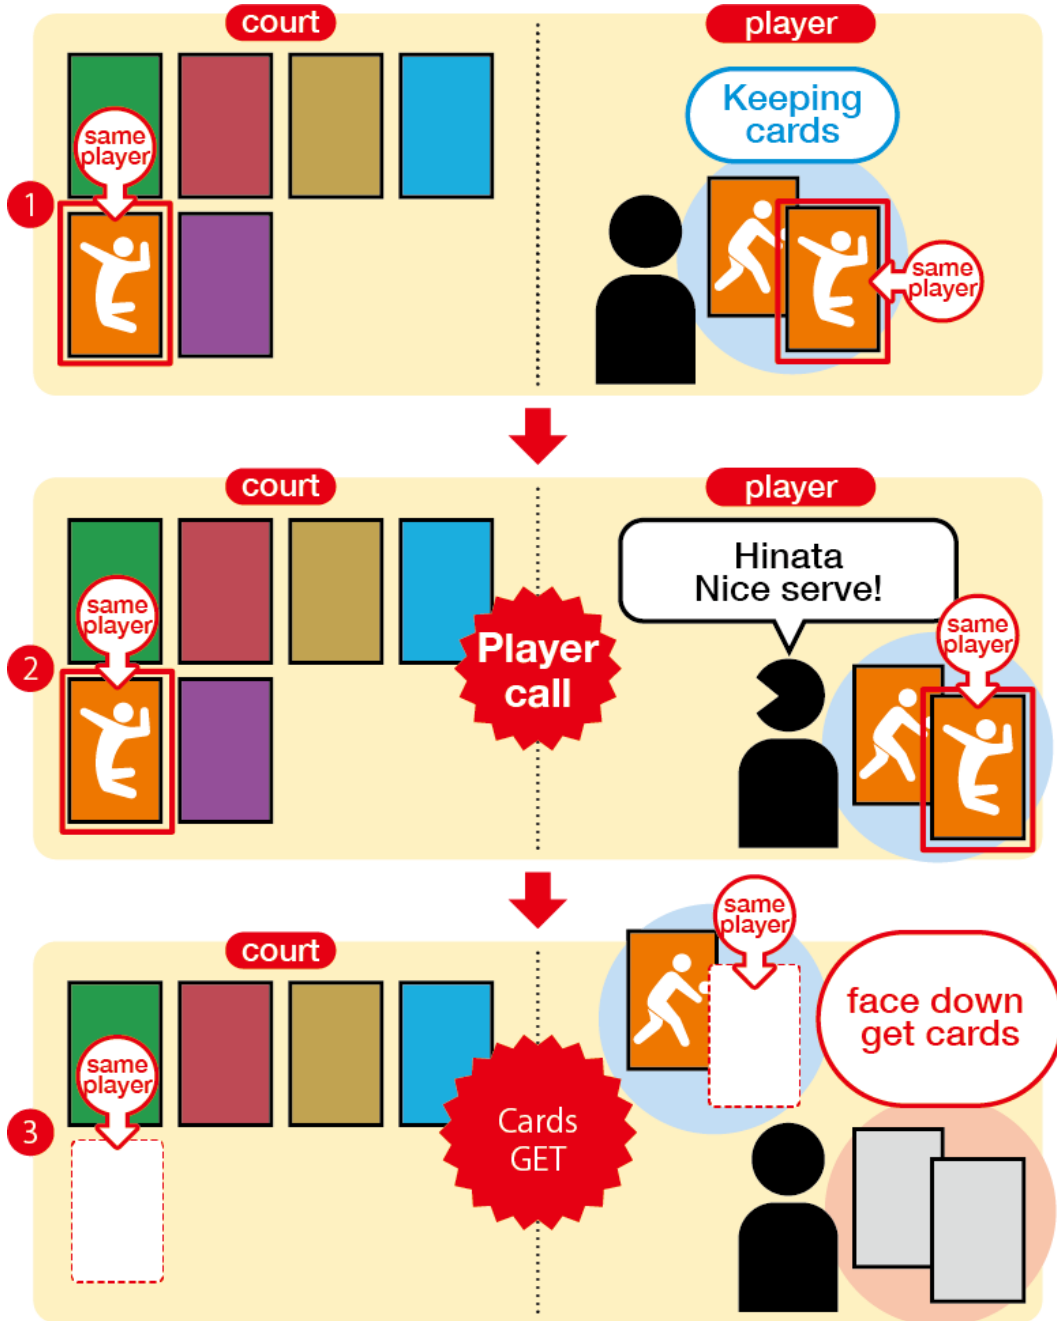 court
player
Keeping
cards
same
player
1
same
player
court
player
Hinata
Nice serve!
same
player
same
player
2
Player
call
court
same
player
face down
get cards
same
player
3
Cards
GET